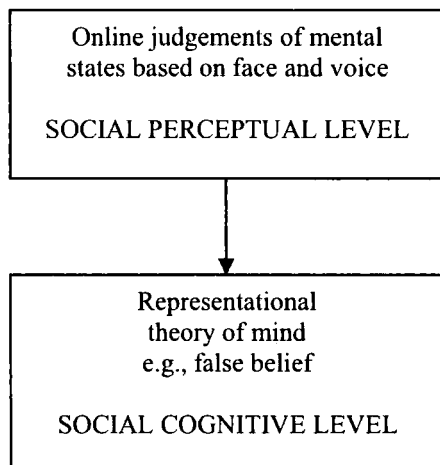 Online judgements of mental
states based on face and voice
SOCIAL PERCEPTUAL LEVEL
Representational
theory of mind
e.g., false belief
SOCIAL COGNITIVE LEVEL